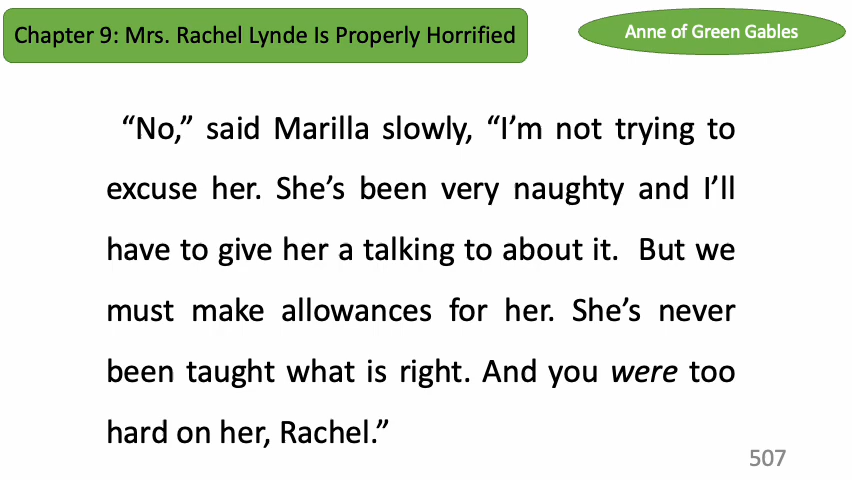 Chapter 9: Mrs. Rachel Lynde Is Properly Horrified
Anne of Green Gables
“No,” said Marilla slowly, “I’m not trying to
excuse her. She’s been very naughty and I’ll
have to give her a talking to about it.  But we
must make allowances for her. She’s never
been taught what is right. And you were too
hard on her, Rachel.”
507